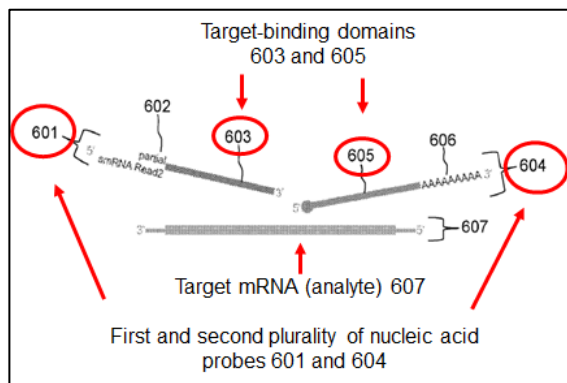 Target-binding domains
603 and 605
601
5'
smRNA Read2
partial
602
603
3'
5'
605
606
3'
604
3'
5'
607
Target mRNA (analyte) 607
First and second plurality of nucleic acid
probes 601 and 604